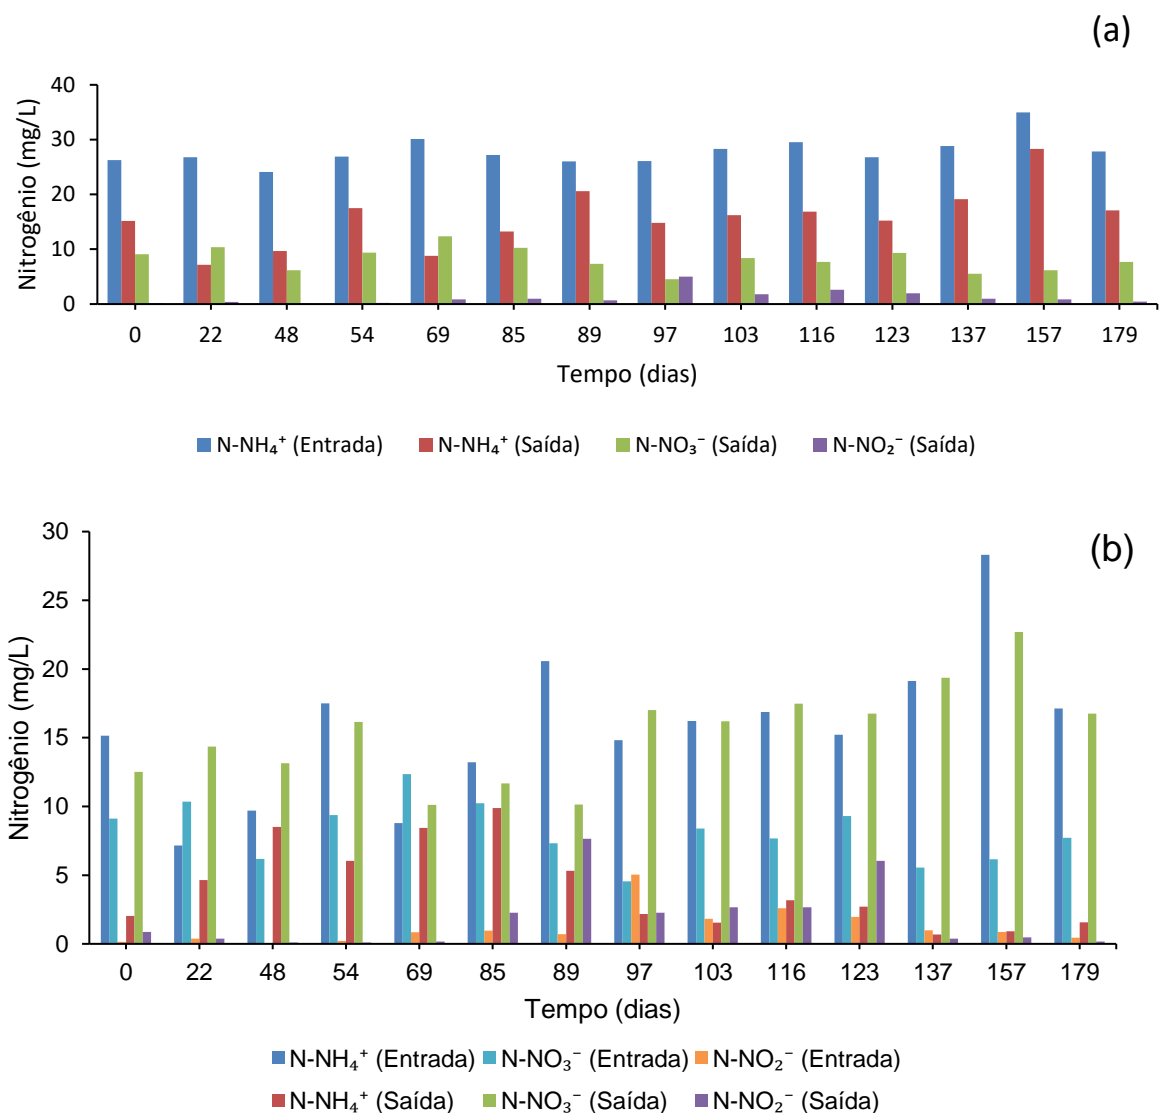 (a)
Nitrogênio (mg/L)
40
30
20
10
0
0 22 48 54 69 85 89 97 103 116 123 137 157 179
Tempo (dias)
N-NH₄⁺ (Entrada) N-NH₄⁺ (Saída) N-NO₃⁻ (Saída) N-NO₂⁻ (Saída)
(b)
Nitrogênio (mg/L)
30
25
20
15
10
5
0
0 22 48 54 69 85 89 97 103 116 123 137 157 179
Tempo (dias)
N-NH₄⁺ (Entrada) N-NO₃⁻ (Entrada) N-NO₂⁻ (Entrada)
N-NH₄⁺ (Saída) N-NO₃⁻ (Saída) N-NO₂⁻ (Saída)